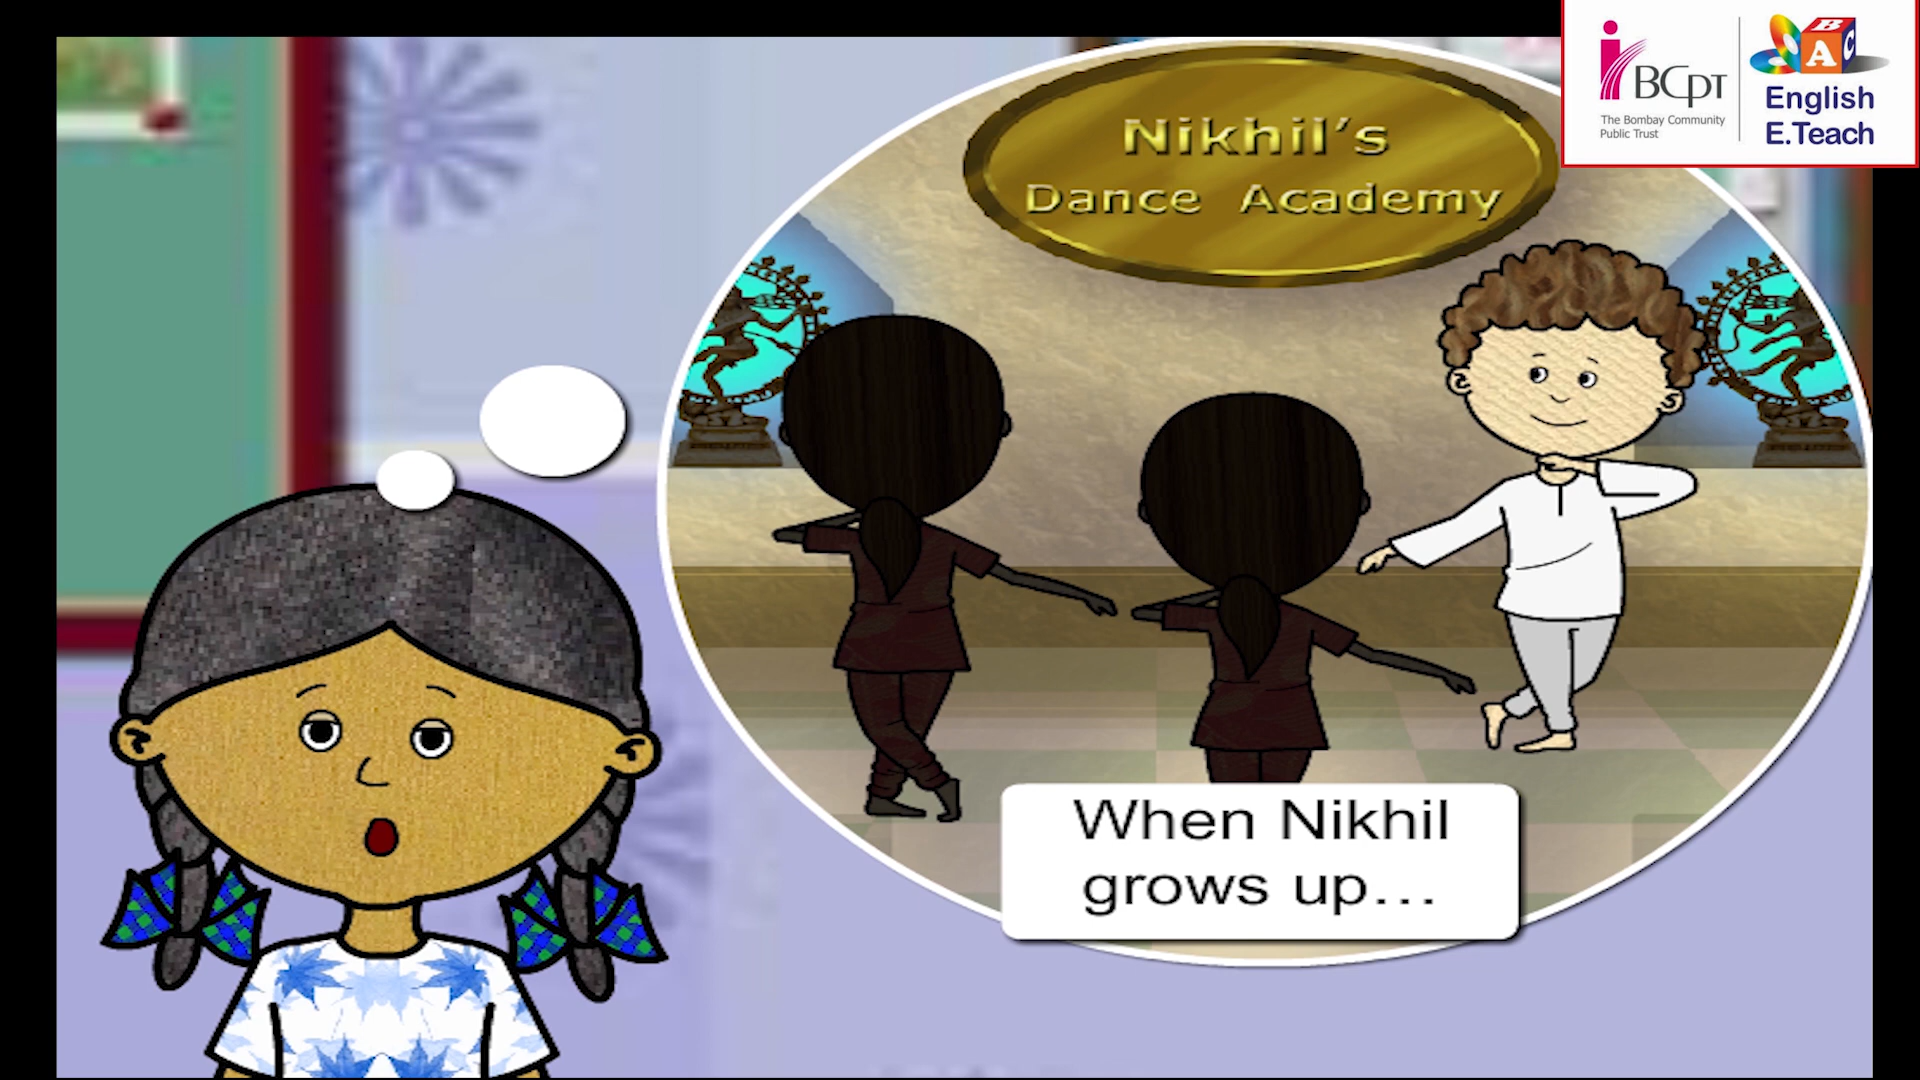 Nikhil's
Dance Academy
When Nikhil
grows up...
BCPT
The Bombay Community
Public Trust
A
B
C
English
E.Teach